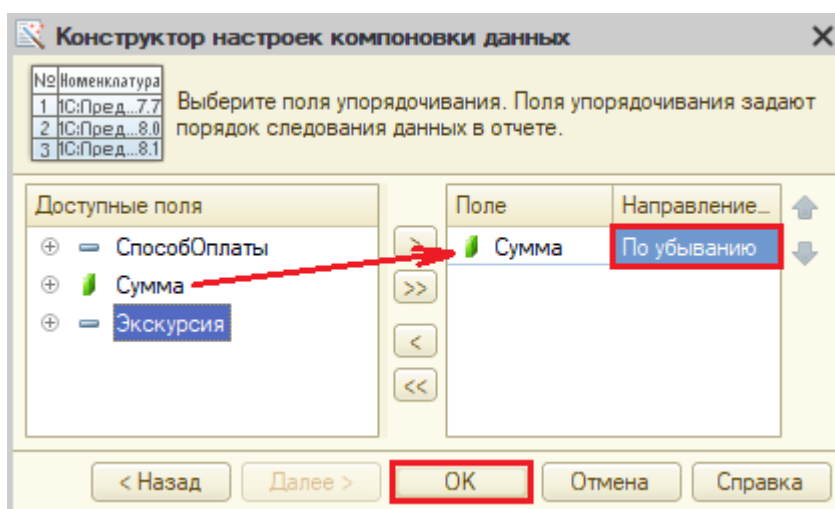 Конструктор настроек компоновки данных
№ Номенклатура
1 1С:Пред...7.7
2 1С:Пред...8.0
3 1С:Пред...8.1
Выберите поля упорядочивания. Поля упорядочивания задают
порядок следования данных в отчете.
Доступные поля
СпособОплаты
Сумма
Экскурсия
>
>>
<
<<
Поле Направление...
Сумма По убыванию
< Назад Далее > ОК Отмена Справка